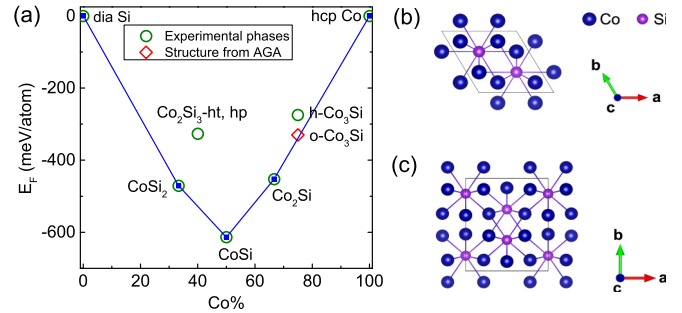 (a)
dia Si
hcp Co
Experimental phases
Structure from AGA
Co2Si3-ht, hp
h-Co3Si
o-Co3Si
CoSi2
Co2Si
CoSi
0
-200
-400
-600
EF (meV/atom)
0 20 40 60 80 100
Co%
(b)
Co Si
b
c a
(c)
b
c a